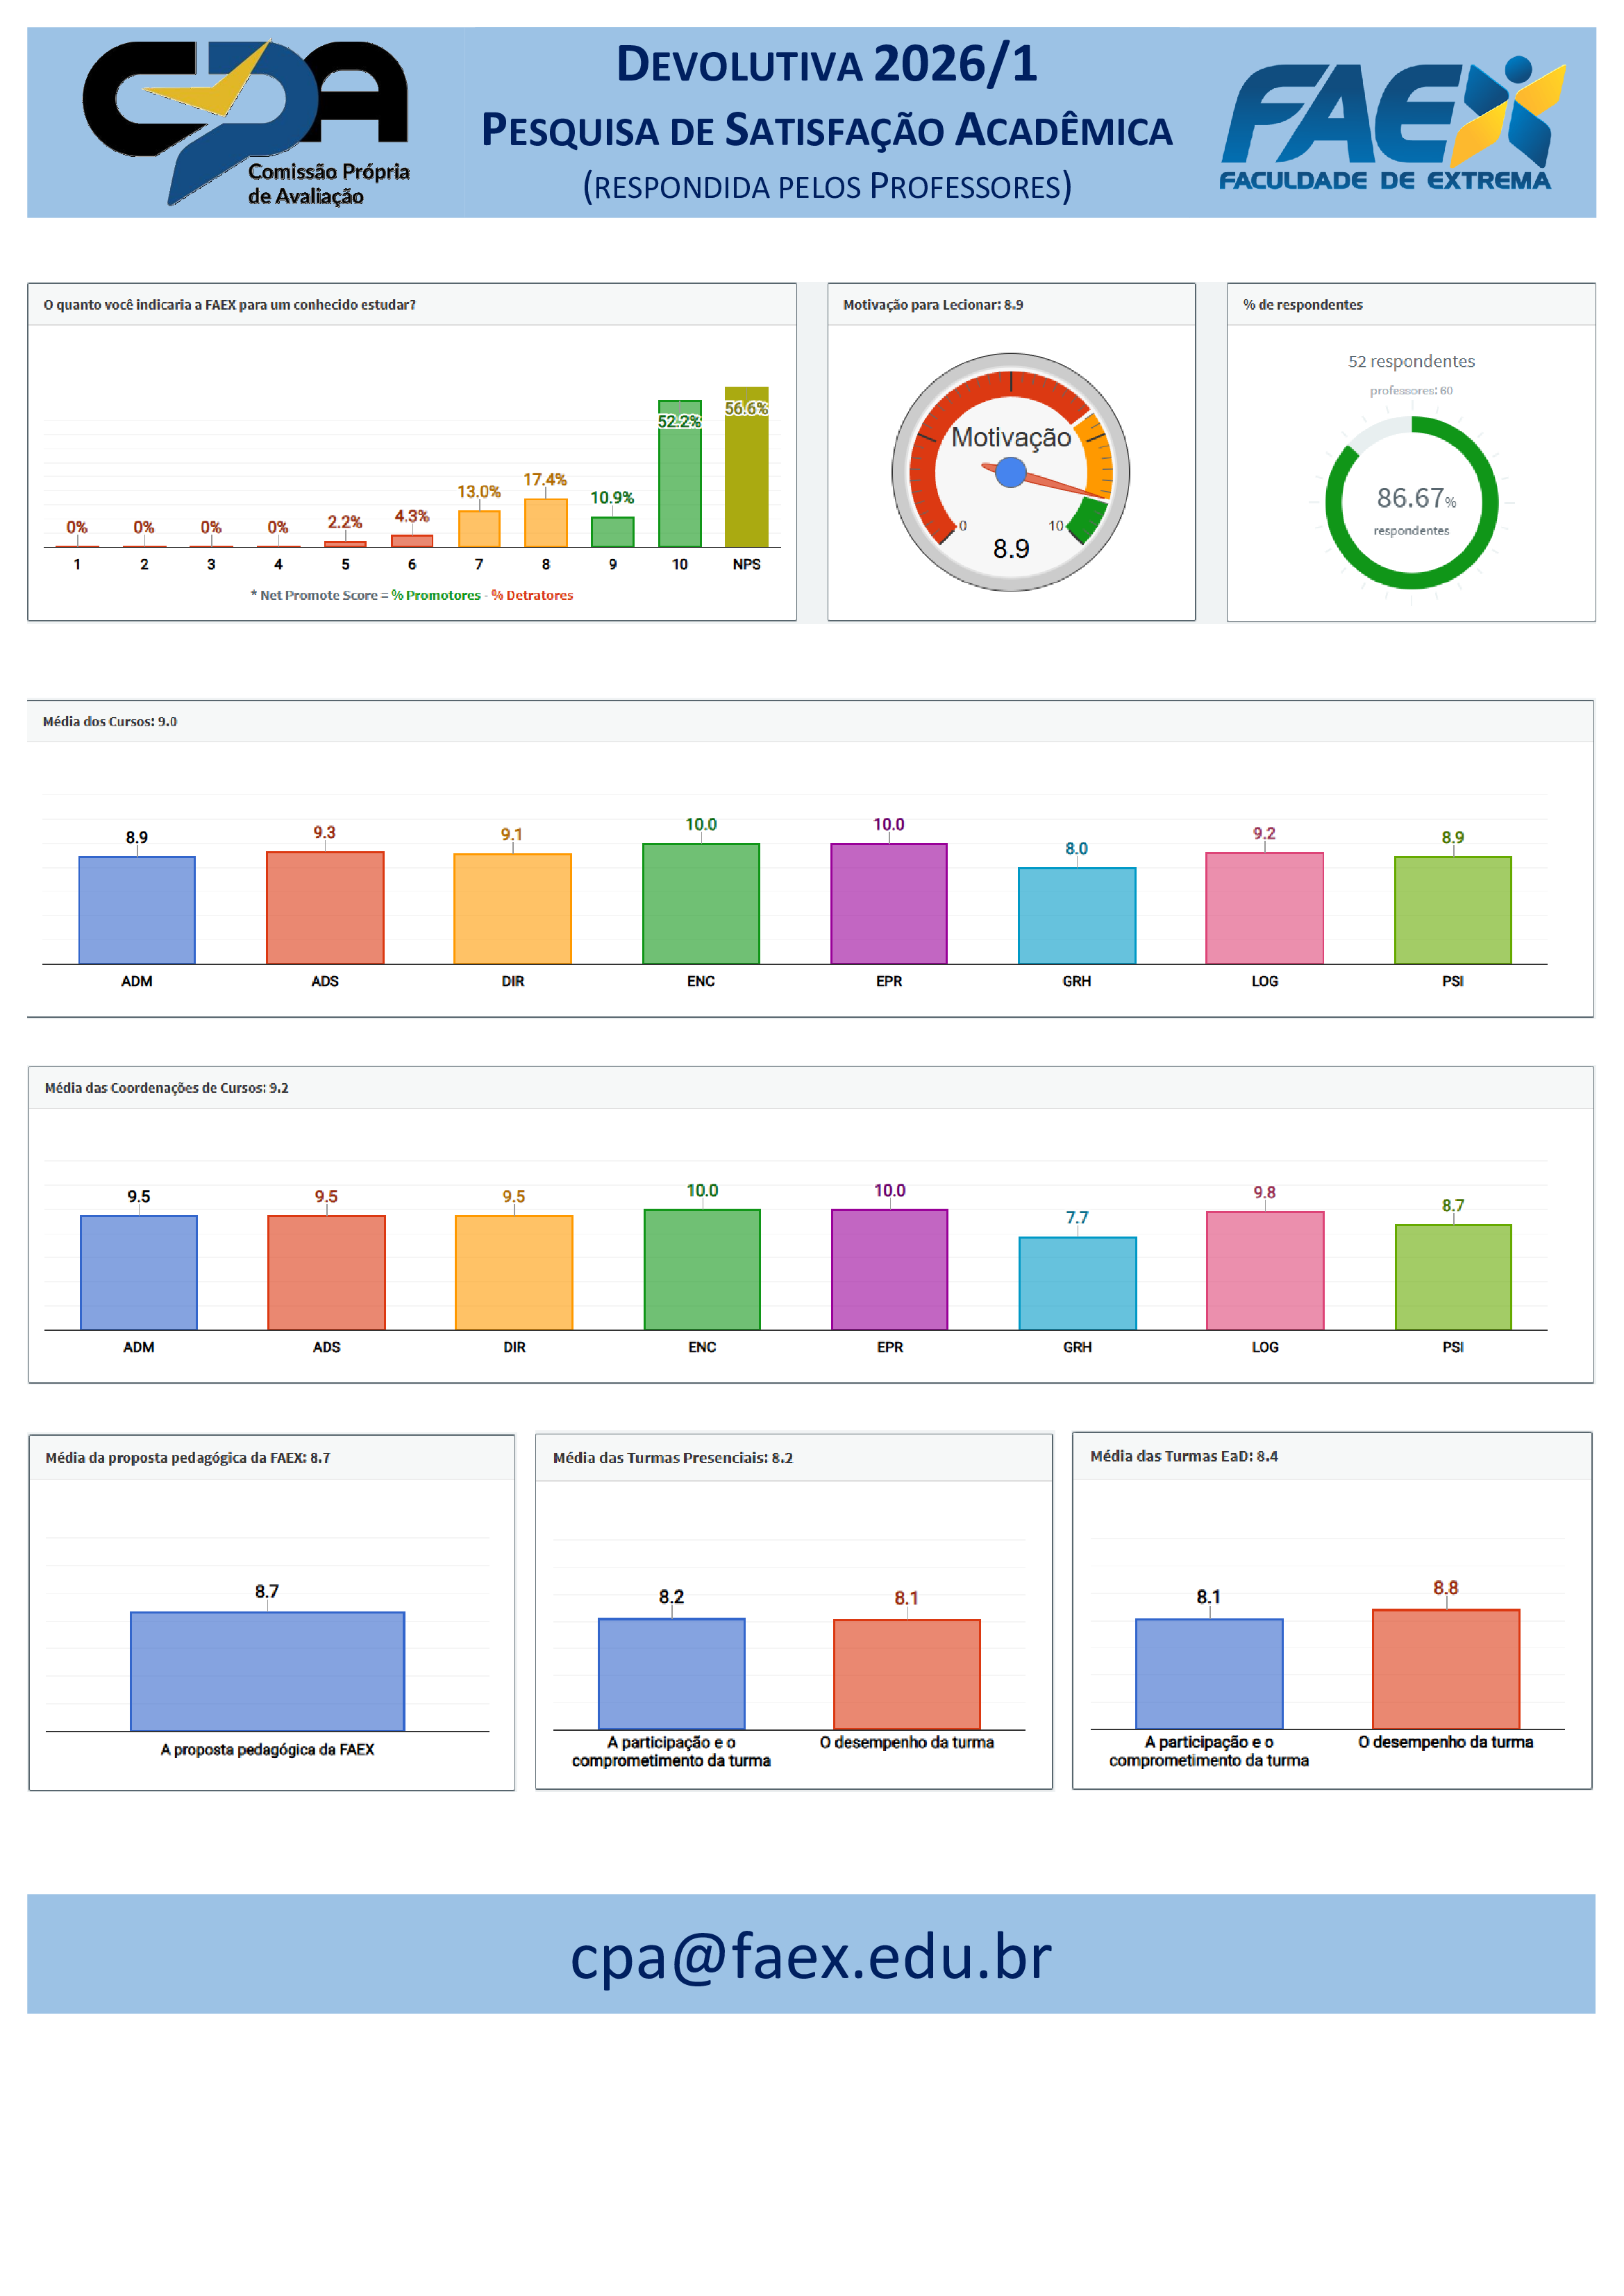 CPA
Comissão Própria
de Avaliação
DEVOLUTIVA 2026/1
PESQUISA DE SATISFAÇÃO ACADÊMICA
(RESPONDIDA PELOS PROFESSORES)
FAEX
FACULDADE DE EXTREMA
O quanto você indicaria a FAEX para um conhecido estudar?
0% 0% 0% 0% 2.2% 4.3% 13.0% 17.4% 10.9% 52.2% 56.6%
1 2 3 4 5 6 7 8 9 10 NPS
* Net Promote Score = % Promotores - % Detratores
Motivação para Lecionar: 8.9
Motivação
0 10
8.9
% de respondentes
52 respondentes
professores: 60
86.67%
respondentes
Média dos Cursos: 9.0
8.9 9.3 9.1 10.0 10.0 8.0 9.2 8.9
ADM ADS DIR ENC EPR GRH LOG PSI
Média das Coordenações de Cursos: 9.2
9.5 9.5 9.5 10.0 10.0 7.7 9.8 8.7
ADM ADS DIR ENC EPR GRH LOG PSI
Média da proposta pedagógica da FAEX: 8.7
8.7
A proposta pedagógica da FAEX
Média das Turmas Presenciais: 8.2
8.2 8.1
A participação e o
comprometimento da turma
O desempenho da turma
Média das Turmas EaD: 8.4
8.1 8.8
A participação e o
comprometimento da turma
O desempenho da turma
cpa@faex.edu.br